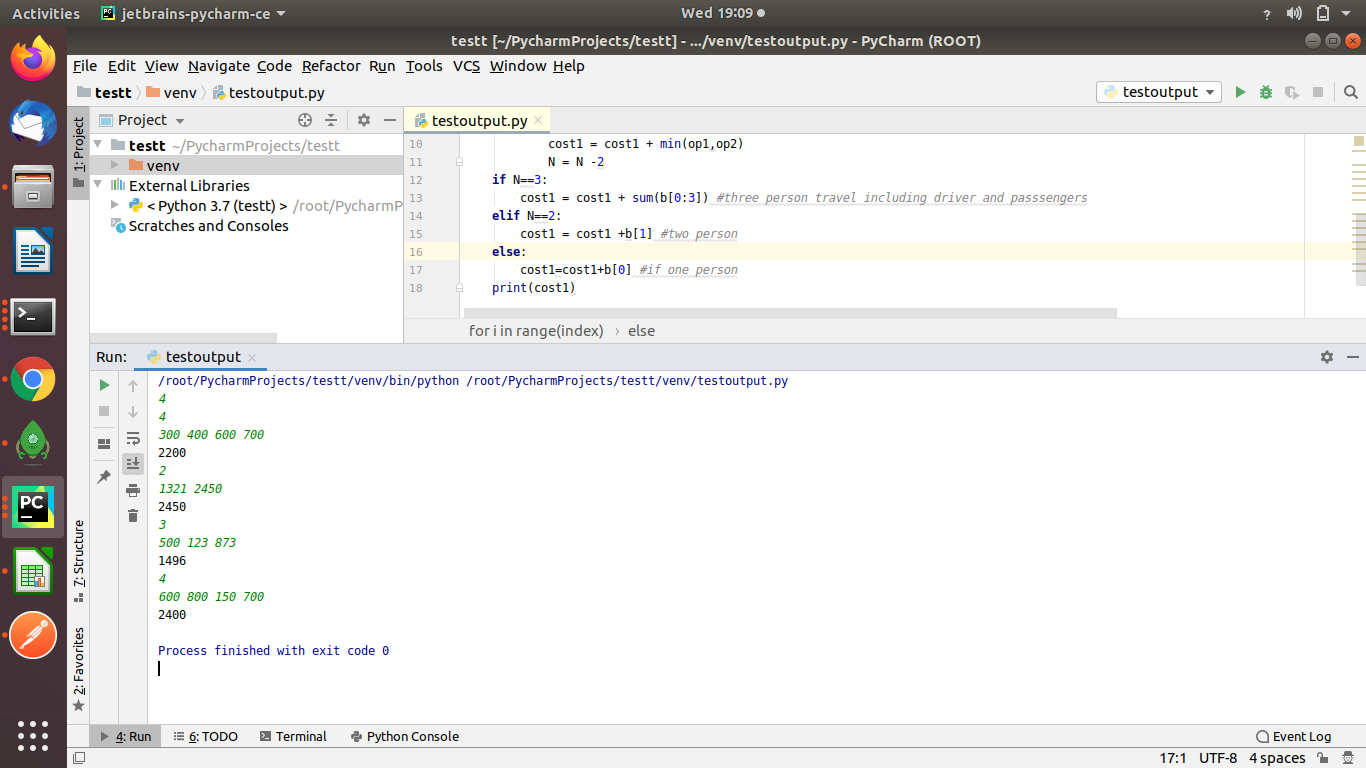 Activities jetbrains-pycharm-ce Wed 19:09 ?
testt [~/PycharmProjects/testt] - .../venv/testoutput.py - PyCharm (ROOT)
File Edit View Navigate Code Refactor Run Tools VCS Window Help
testt venv testoutput.py testoutput
1: Project
Project
testt ~/PycharmProjects/testt
venv
External Libraries
< Python 3.7 (testt) > /root/PycharmP
Scratches and Consoles
testoutput.py
10 cost1 = cost1 + min(op1,op2)
11 N = N -2
12 if N==3:
13 cost1 = cost1 + sum(b[0:3]) #three person travel including driver and passsengers
14 elif N==2:
15 cost1 = cost1 +b[1] #two person
16 else:
17 cost1=cost1+b[0] #if one person
18 print(cost1)
for i in range(index) › else
Run: testoutput
/root/PycharmProjects/testt/venv/bin/python /root/PycharmProjects/testt/venv/testoutput.py
4
4
300 400 600 700
2200
2
1321 2450
2450
3
500 123 873
1496
4
600 800 150 700
2400
Process finished with exit code 0
PC
7: Structure
2: Favorites
4: Run 6: TODO Terminal Python Console Event Log
17:1 UTF-8 4 spaces